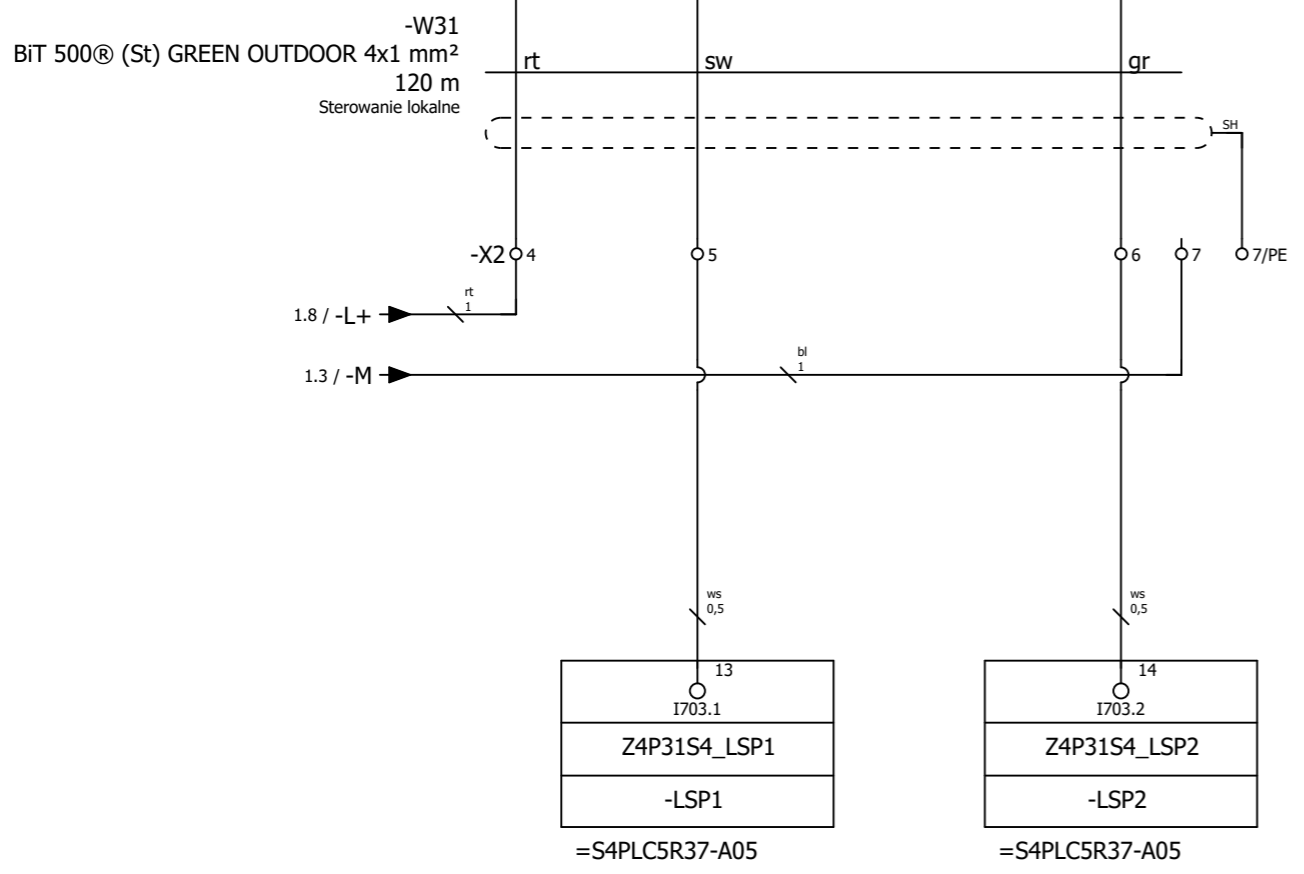 -W31
BiT 500® (St) GREEN OUTDOOR 4x1 mm²
120 m
Sterowanie lokalne
rt
sw
gr
SH
-X2
4
5
6
7
7/PE
1.8 / -L+
rt
1
1.3 / -M
bl
1
ws
0,5
ws
0,5
13
I703.1
Z4P31S4_LSP1
-LSP1
=S4PLC5R37-A05
14
I703.2
Z4P31S4_LSP2
-LSP2
=S4PLC5R37-A05